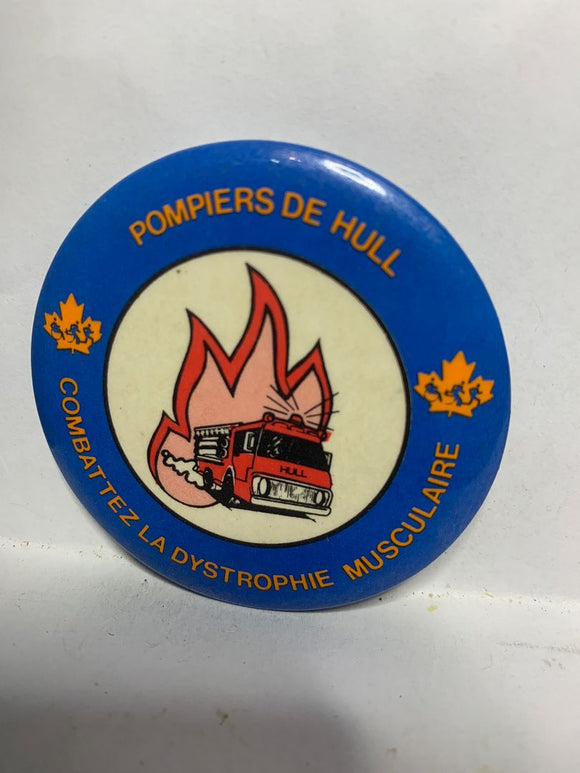 POMPIERS DE HULL
HULL
COMBATTEZ LA DYSTROPHIE MUSCULAIRE